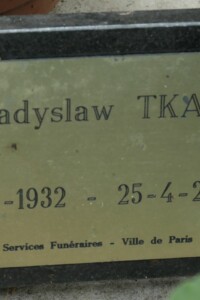 adyslaw TKA
-1932 - 25-4-2
Services Funéraires - Ville de Paris